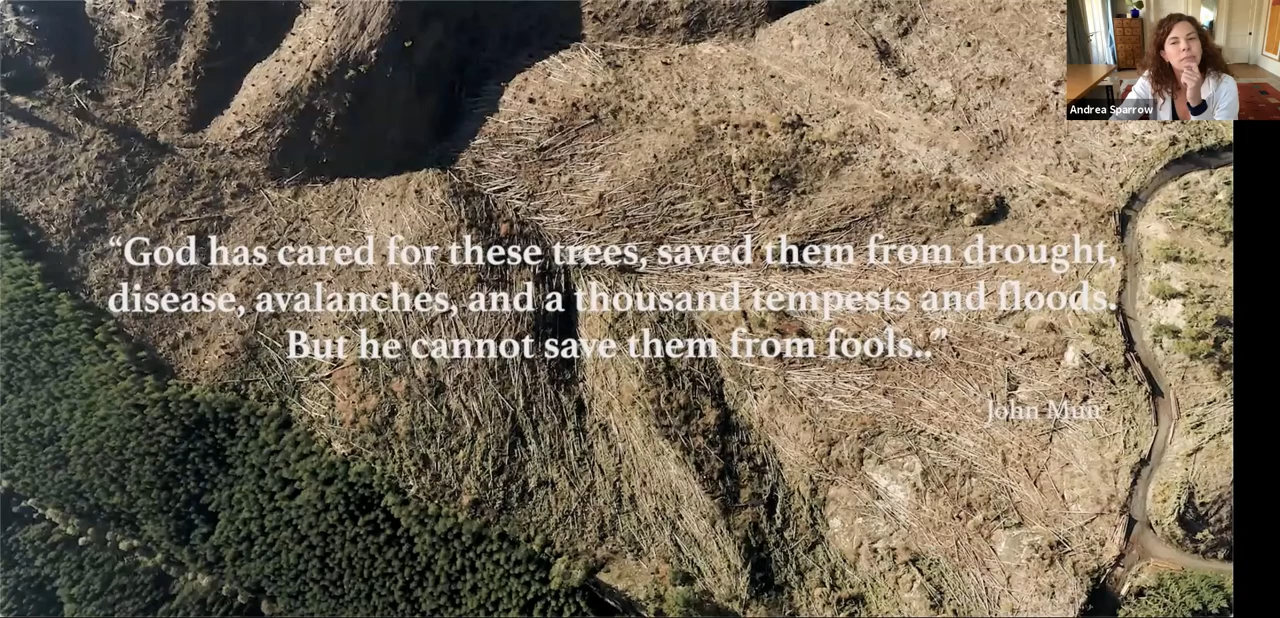 Andrea Sparrow
“God has cared for these trees, saved them from drought,
disease, avalanches, and a thousand tempests and floods.
But he cannot save them from fools..”
John Muir